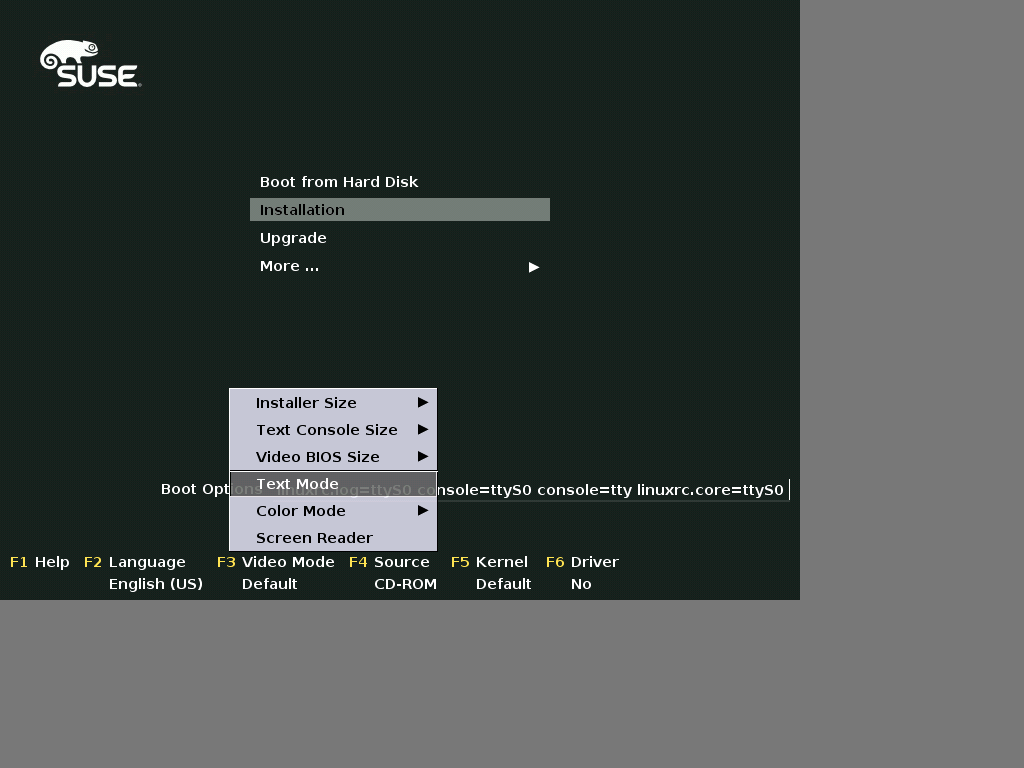 SUSE
Boot from Hard Disk
Installation
Upgrade
More ...
Installer Size
Text Console Size
Video BIOS Size
Text Mode
Color Mode
Screen Reader
Boot Options linuxrc.log=ttyS0 console=ttyS0 console=tty linuxrc.core=ttyS0
F1 Help F2 Language F3 Video Mode F4 Source F5 Kernel F6 Driver
English (US) Default CD-ROM Default No